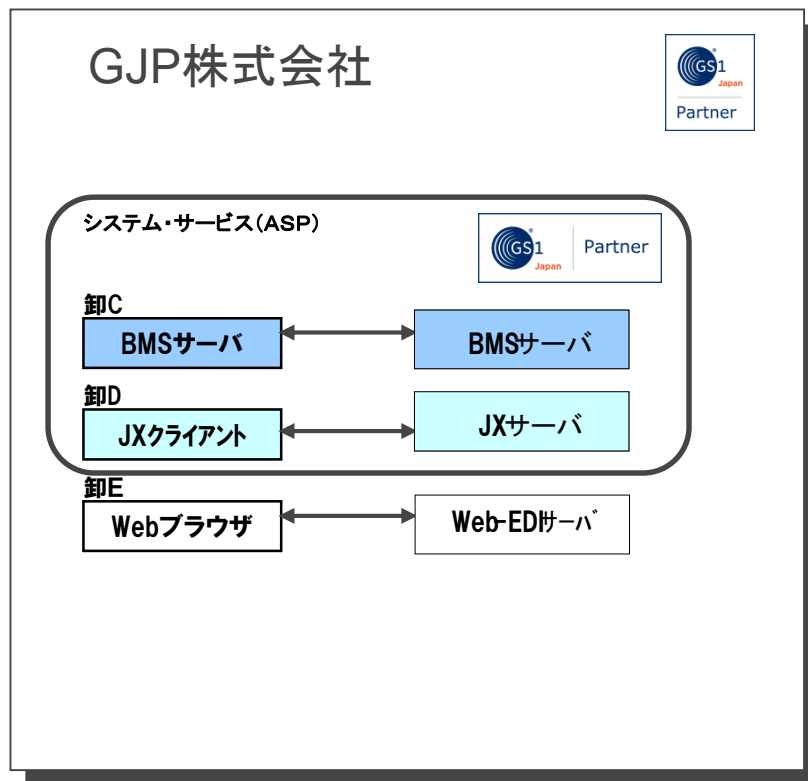 GJP株式会社
GS1
Japan
Partner
システム・サービス(ASP)
GS1
Japan
Partner
卸C
BMSサーバ
BMSサーバ
卸D
JXクライアント
JXサーバ
卸E
Webブラウザ
Web-EDIサーバ